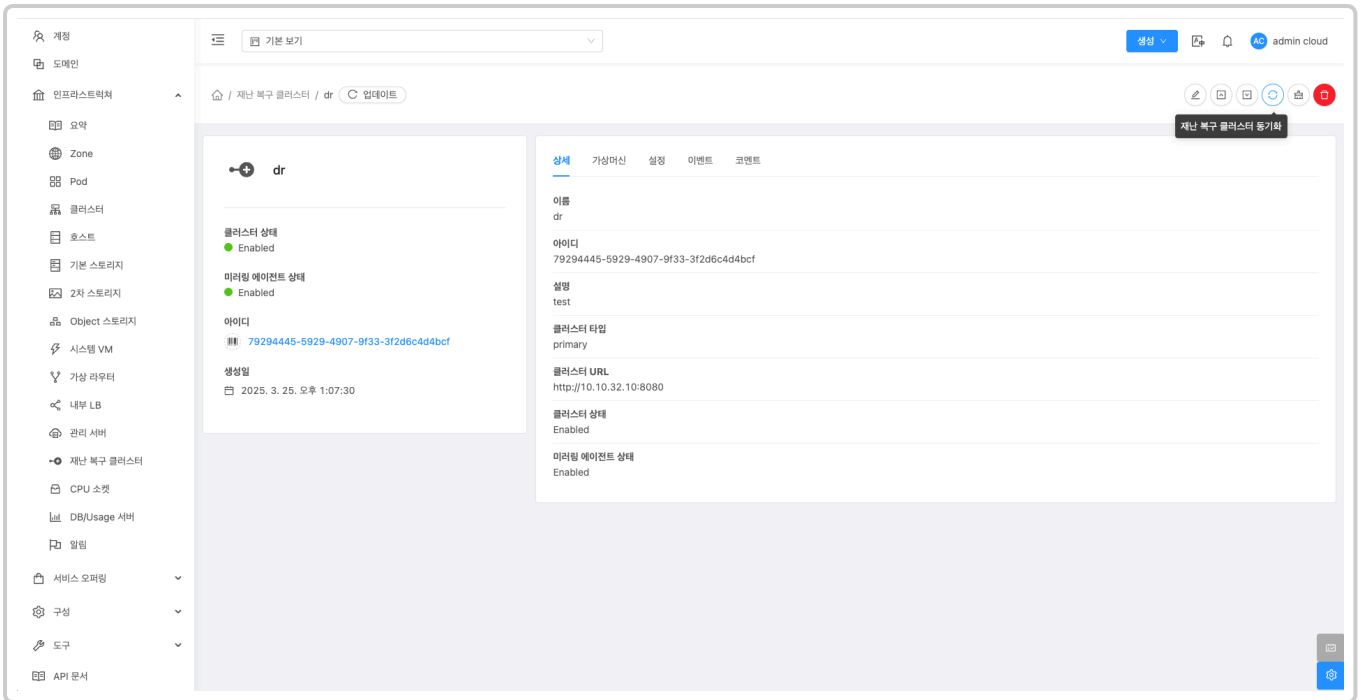 계정
도메인
인프라스트럭쳐
요약
Zone
Pod
클러스터
호스트
기본 스토리지
2차 스토리지
Object 스토리지
시스템 VM
가상 라우터
내부 LB
관리 서버
재난 복구 클러스터
CPU 소켓
DB/Usage 서버
알림
서비스 오퍼링
구성
도구
API 문서
기본 보기
생성
AC admin cloud
/ 재난 복구 클러스터 / dr 업데이트
재난 복구 클러스터 동기화
dr
클러스터 상태
Enabled
미러링 에이전트 상태
Enabled
아이디
79294445-5929-4907-9f33-3f2d6c4d4bcf
생성일
2025. 3. 25. 오후 1:07:30
상세 가상머신 설정 이벤트 코멘트
이름
dr
아이디
79294445-5929-4907-9f33-3f2d6c4d4bcf
설명
test
클러스터 타입
primary
클러스터 URL
http://10.10.32.10:8080
클러스터 상태
Enabled
미러링 에이전트 상태
Enabled